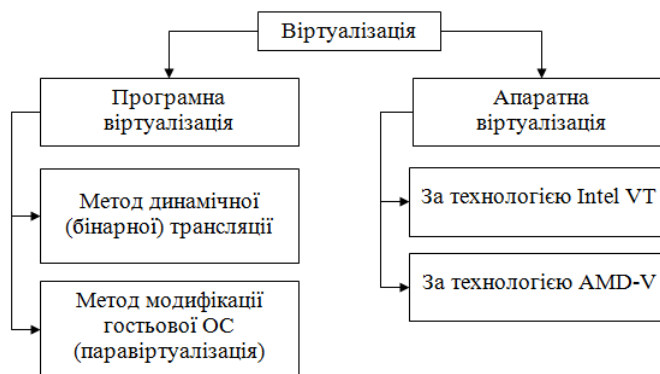 Віртуалізація
Програмна
віртуалізація
Метод динамічної
(бінарної) трансляції
Метод модифікації
гостьової ОС
(паравіртуалізація)
Апаратна
віртуалізація
За технологією Intel VT
За технологією AMD-V